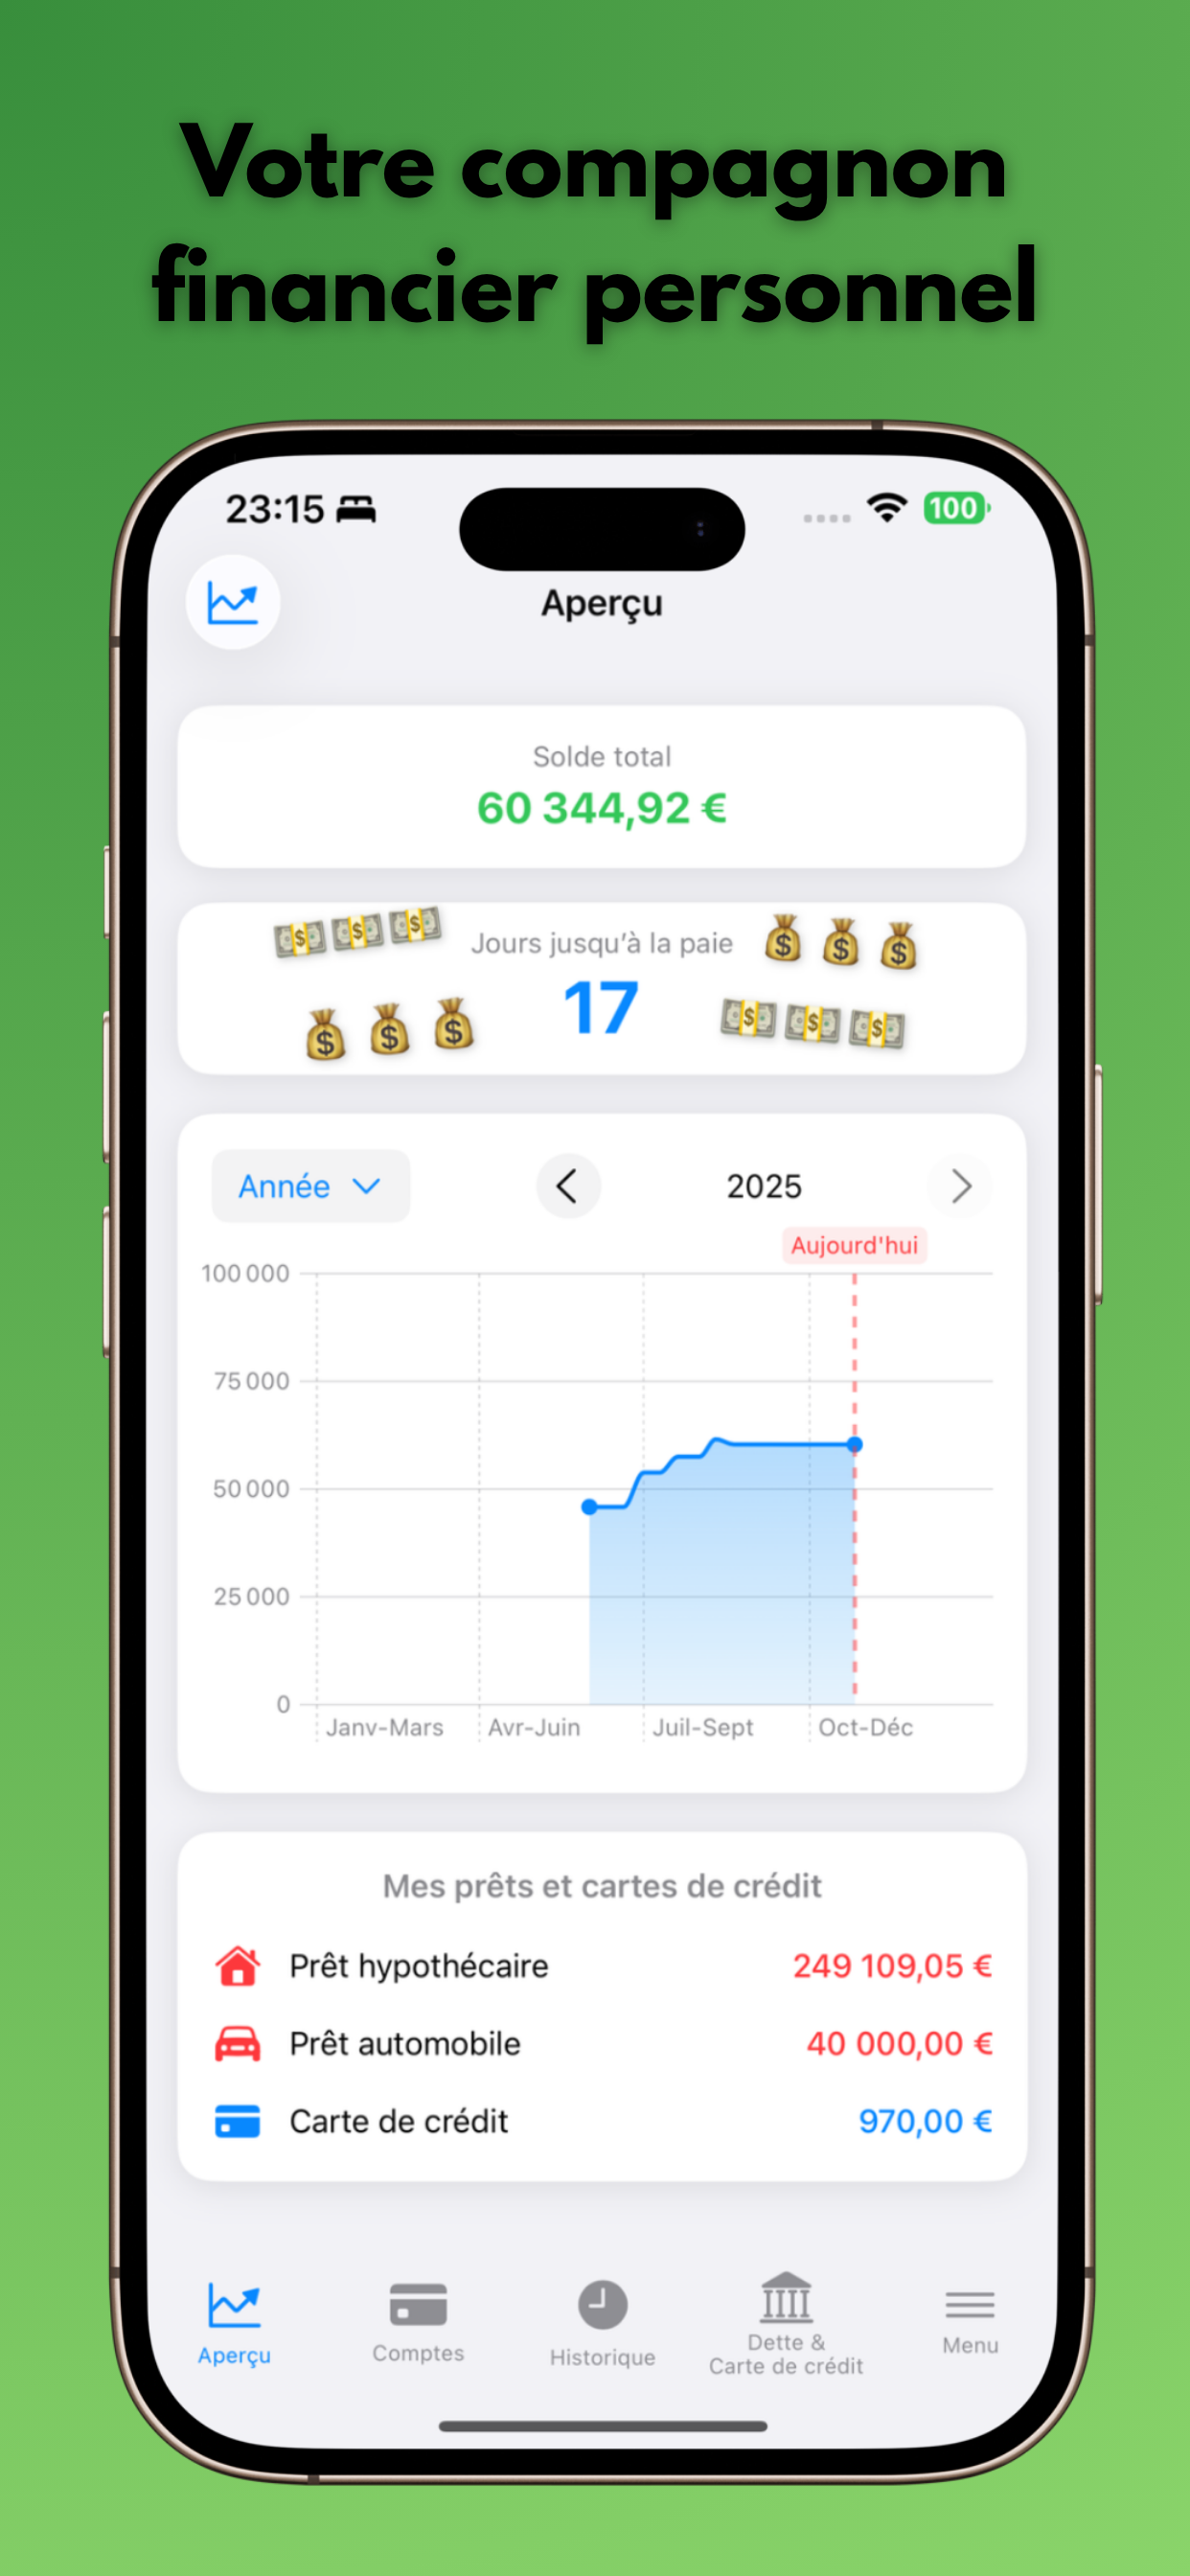 Votre compagnon
financier personnel
23:15
100
Aperçu
Solde total
60 344,92 €
Jours jusqu'à la paie
17
Année
2025
Aujourd'hui
100 000
75 000
50 000
25 000
0
Janv-Mars Avr-Juin Juil-Sept Oct-Déc
Mes prêts et cartes de crédit
Prêt hypothécaire 249 109,05 €
Prêt automobile 40 000,00 €
Carte de crédit 970,00 €
Aperçu
Comptes
Historique
Dette &
Carte de crédit
Menu